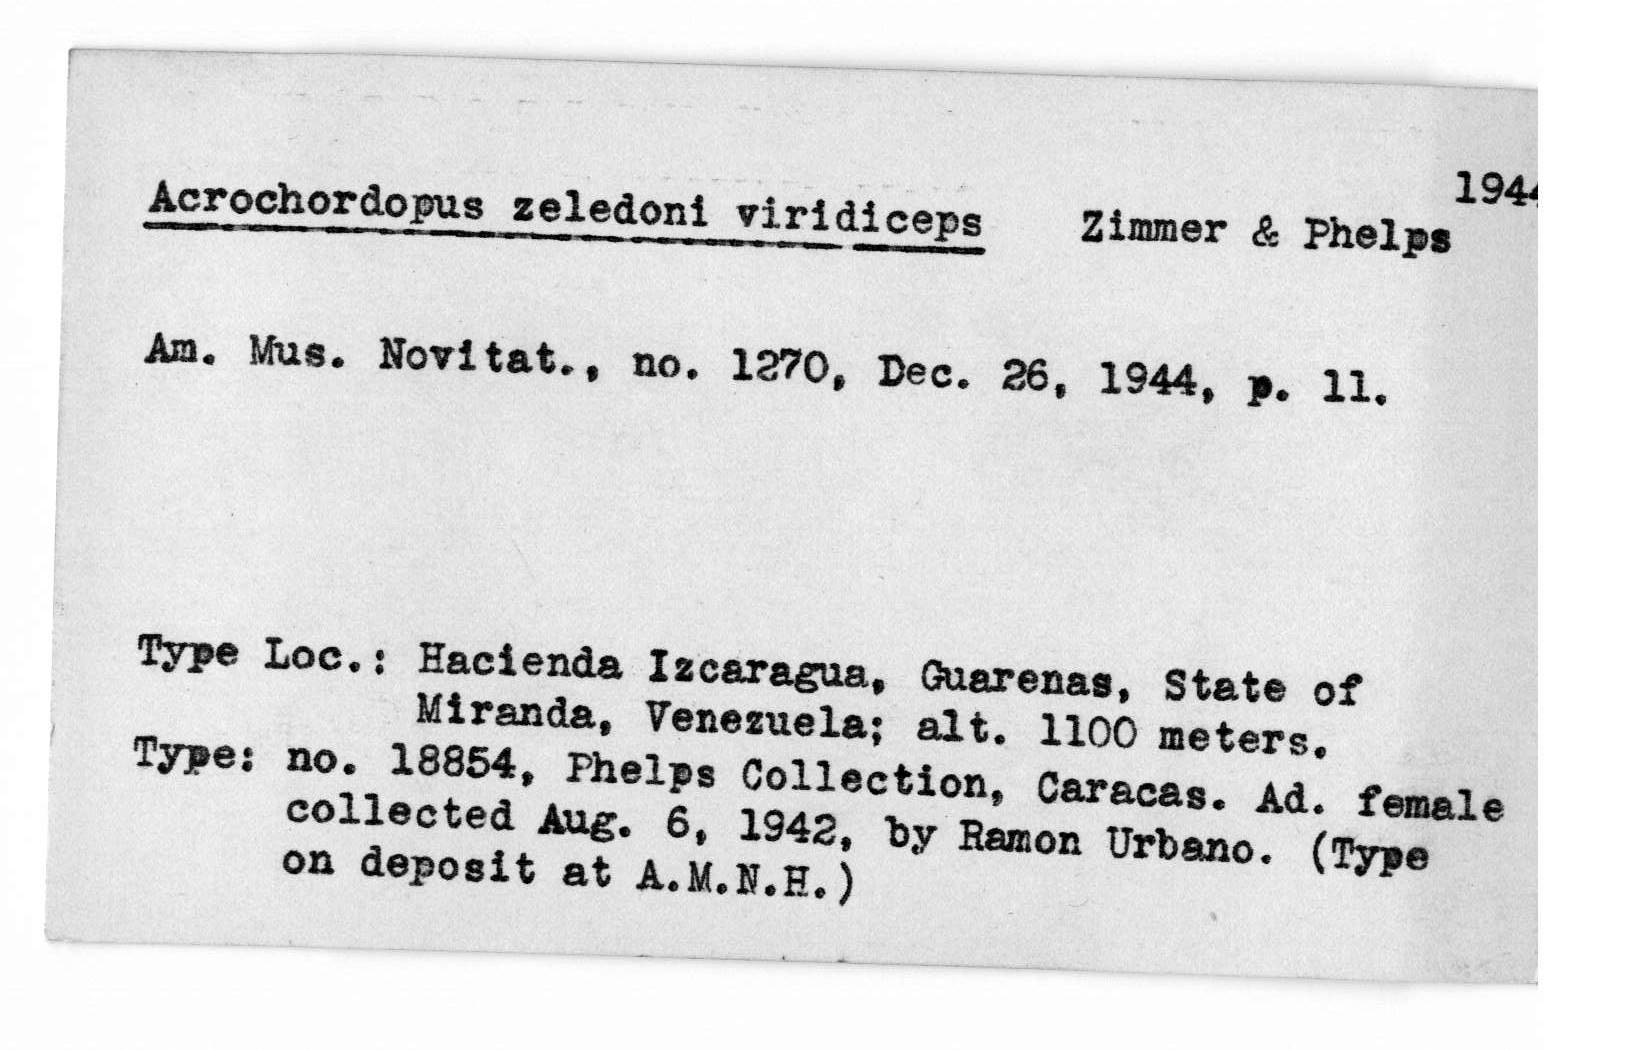 1944
Acrochordopus zeledoni viridiceps Zimmer & Phelps
Am. Mus. Novitat., no. 1270, Dec. 26, 1944, p. 11.
Type Loc.: Hacienda Izcaragua, Guarenas, State of
Miranda, Venezuela; alt. 1100 meters.
Type: no. 18854, Phelps Collection, Caracas. Ad. female
collected Aug. 6, 1942, by Ramon Urbano. (Type
on deposit at A.M.N.H.)